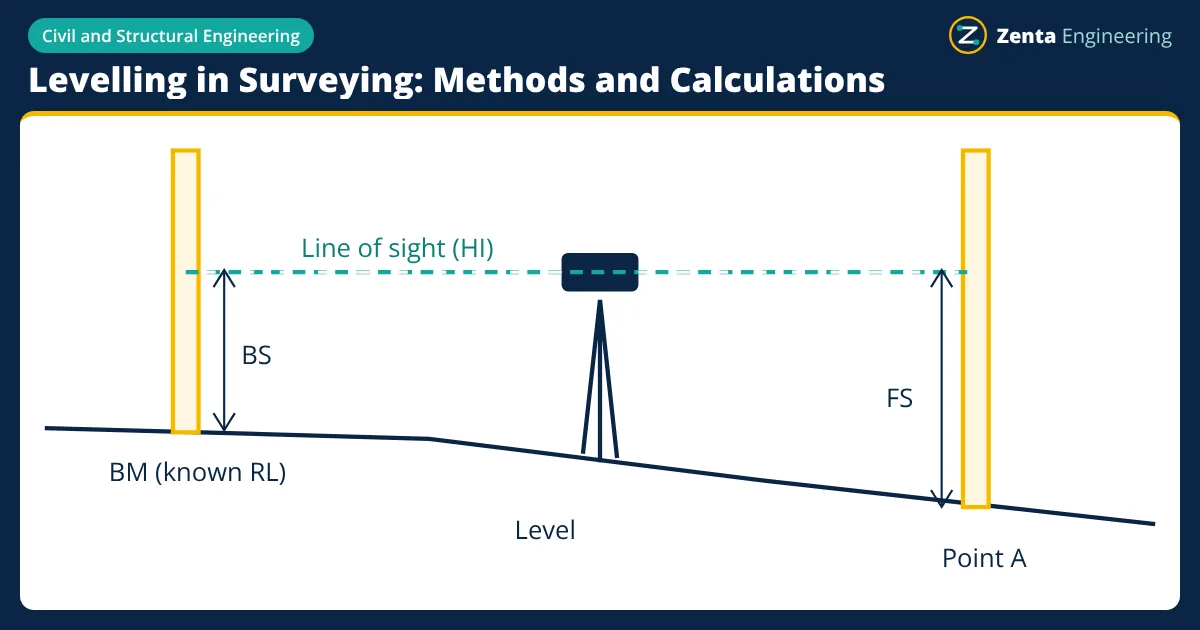 Civil and Structural Engineering
Zenta Engineering
Levelling in Surveying: Methods and Calculations
Line of sight (HI)
BS
FS
BM (known RL)
Level
Point A